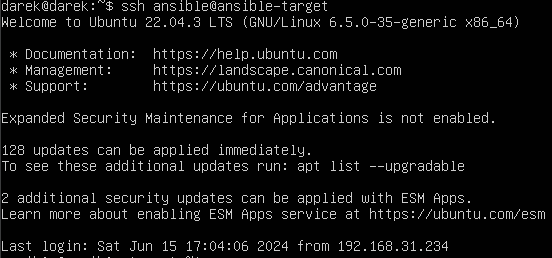 darek@darek:~$ ssh ansible@ansible-target
Welcome to Ubuntu 22.04.3 LTS (GNU/Linux 6.5.0-35-generic x86_64)
* Documentation: https://help.ubuntu.com
* Management: https://landscape.canonical.com
* Support: https://ubuntu.com/advantage
Expanded Security Maintenance for Applications is not enabled.
128 updates can be applied immediately.
To see these additional updates run: apt list --upgradable
2 additional security updates can be applied with ESM Apps.
Learn more about enabling ESM Apps service at https://ubuntu.com/esm
Last login: Sat Jun 15 17:04:06 2024 from 192.168.31.234